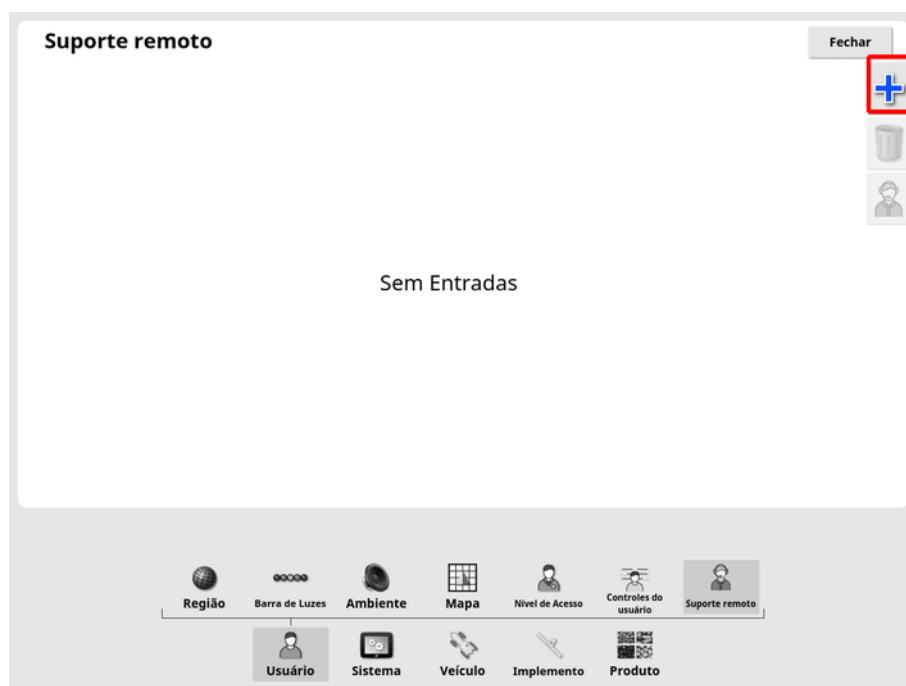 Suporte remoto
Fechar
Sem Entradas
Região
Barra de Luzes
Ambiente
Mapa
Nível de Acesso
Controles do
usuário
Suporte remoto
Usuário
Sistema
Veículo
Implemento
Produto